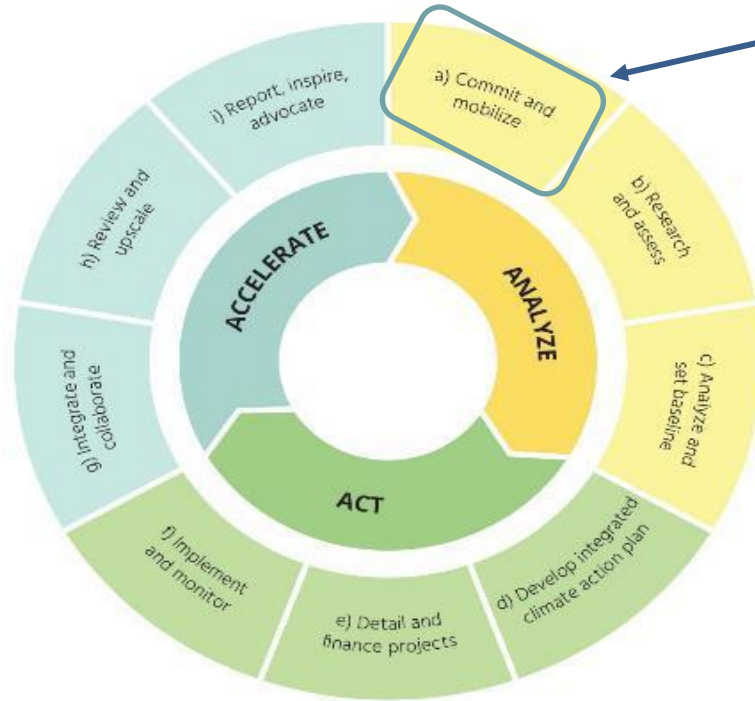 a) Commit and
mobilize
b) Research
and assess
c) Analyze and
set baseline
d) Develop integrated
climate action plan
e) Detail and
finance projects
f) Implement
and monitor
g) Integrate and
collaborate
h) Review and
upscale
i) Report, inspire,
advocate
ANALYZE
ACT
ACCELERATE